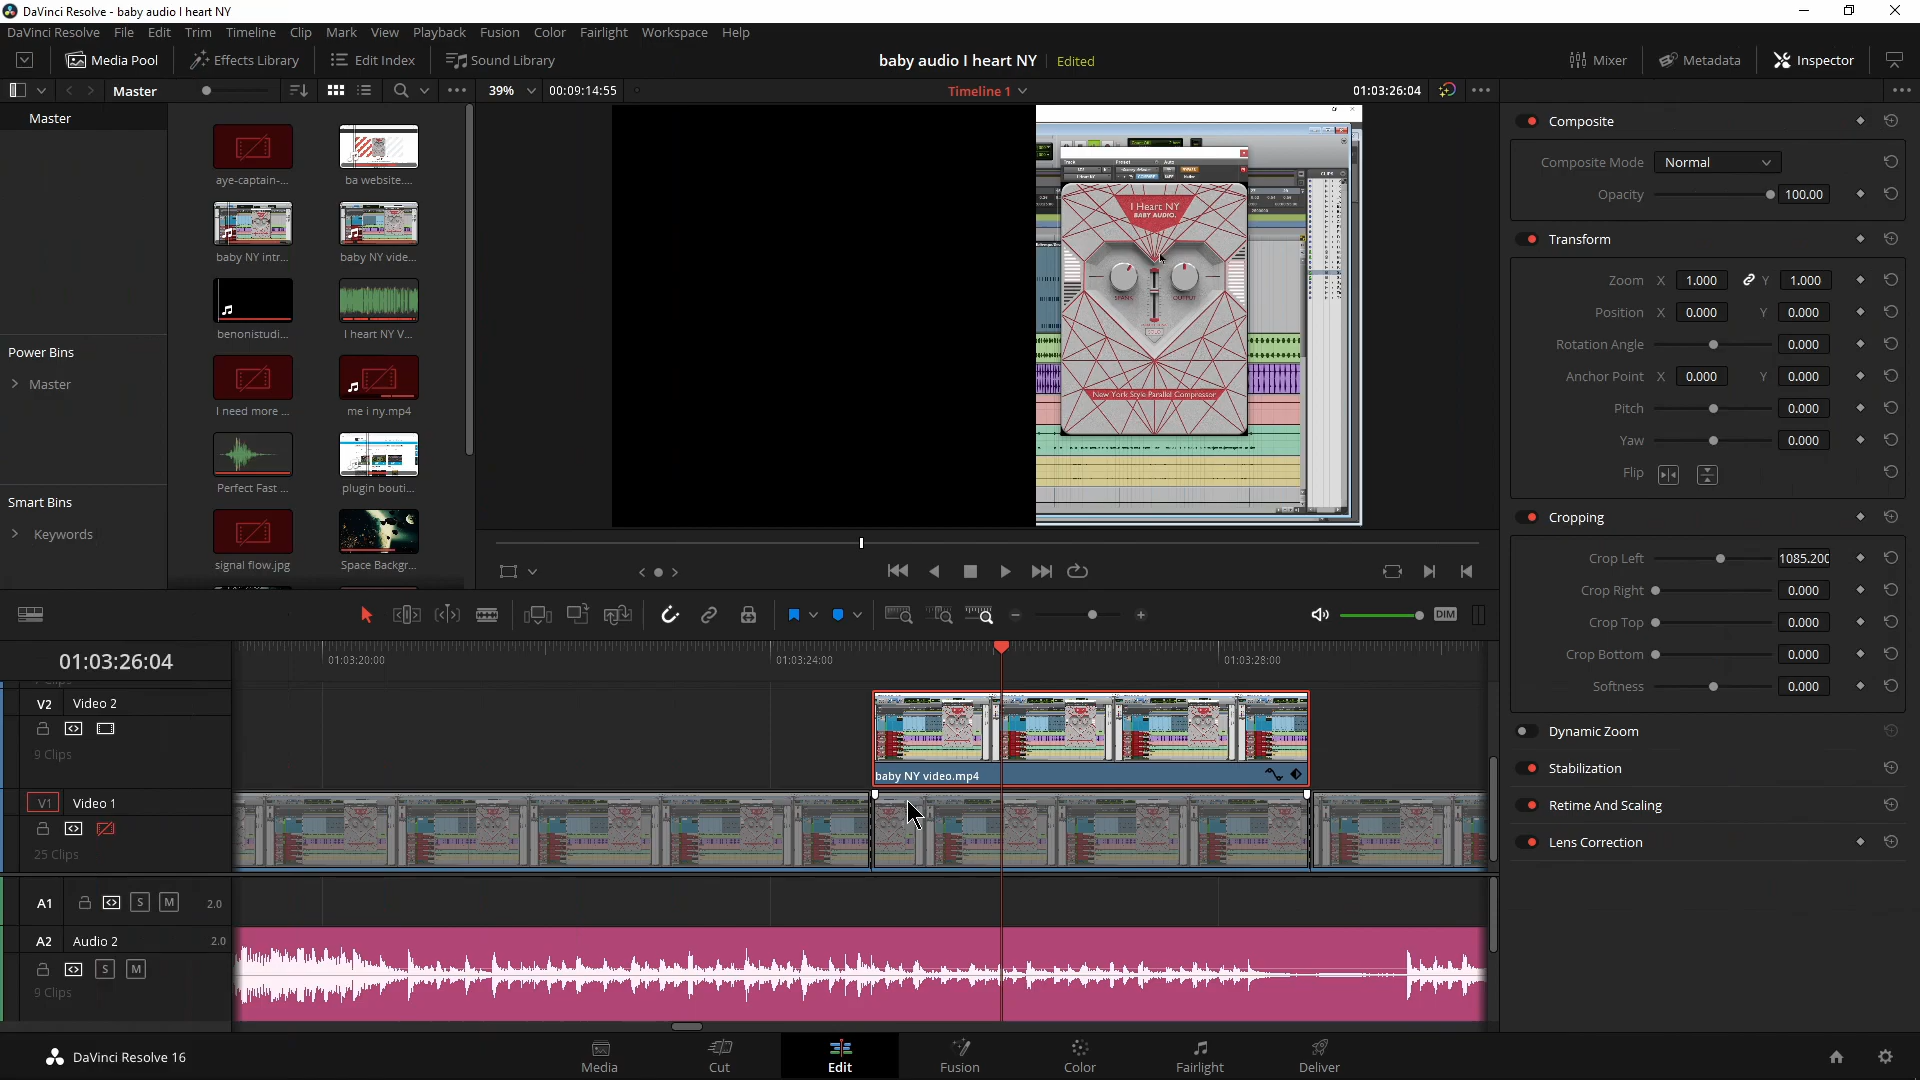 DaVinci Resolve - baby audio I heart NY
DaVinci Resolve File Edit Trim Timeline Clip Mark View Playback Fusion Color Fairlight Workspace Help
Media Pool Effects Library Edit Index Sound Library baby audio I heart NY Edited Mixer Metadata Inspector
Master 39% 00:09:14:55 Timeline 1 01:03:26:04
Master
Power Bins
Master
Smart Bins
Keywords
aye-captain-... ba website....
baby NY intr... baby NY vide...
benonistudi... I heart NY V...
I need more ... me i ny.mp4
Perfect Fast ... plugin bouti...
signal flow.jpg Space Backgr...
I Heart NY
BABY AUDIO.
SPANK OUTPUT
New York Style Parallel Compressor
Composite
Composite Mode Normal
Opacity 100.00
Transform
Zoom X 1.000 Y 1.000
Position X 0.000 Y 0.000
Rotation Angle 0.000
Anchor Point X 0.000 Y 0.000
Pitch 0.000
Yaw 0.000
Flip
Cropping
Crop Left 1085.200
Crop Right 0.000
Crop Top 0.000
Crop Bottom 0.000
Softness 0.000
Dynamic Zoom
Stabilization
Retime And Scaling
Lens Correction
DIM
01:03:26:04 01:03:20:00 01:03:24:00 01:03:28:00
V2 Video 2
9 Clips
baby NY video.mp4
V1 Video 1
25 Clips
A1 S M 2.0
A2 Audio 2 2.0
S M
9 Clips
DaVinci Resolve 16
Media Cut Edit Fusion Color Fairlight Deliver